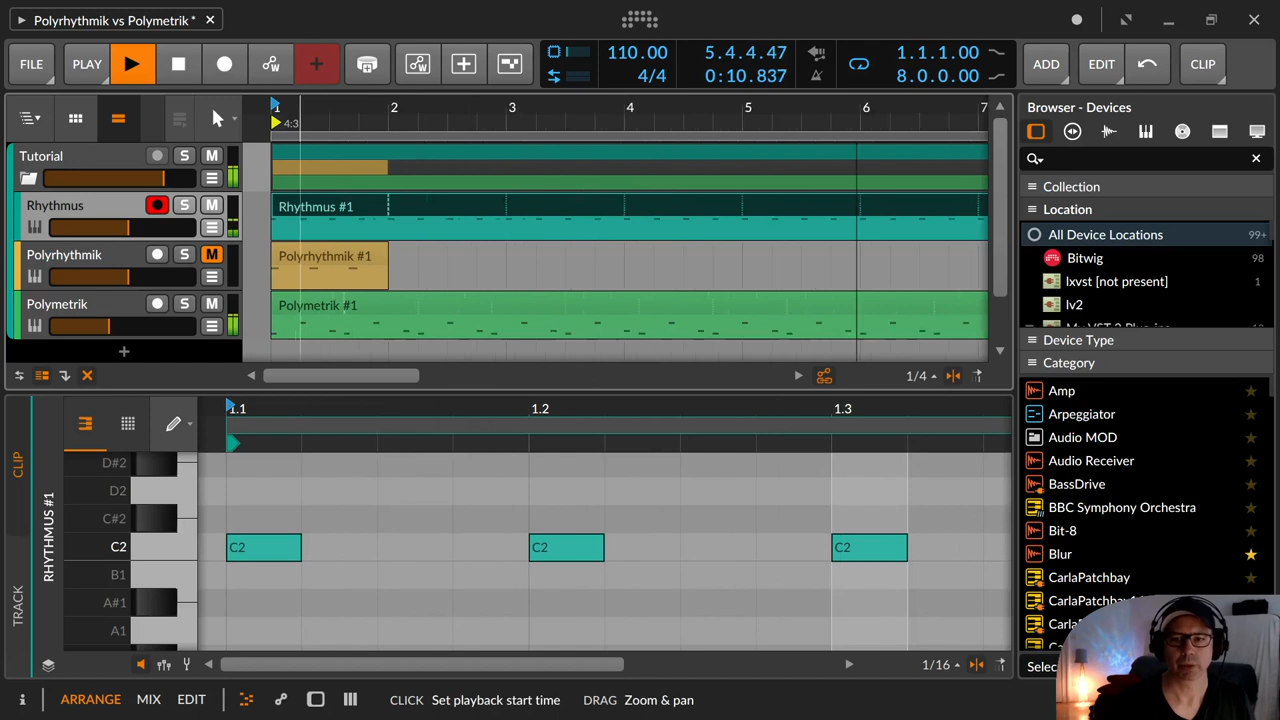 Polyrhythmik vs Polymetrik*
FILE
PLAY
110.00
4/4
5.4.4.47
0:10.837
1.1.1.00
8.0.0.00
ADD
EDIT
CLIP
1 2 3 4 5 6 7
4:3
Tutorial S M
Rhythmus S M
Rhythmus #1
Polyrhythmik S M
Polyrhythmik #1
Polymetrik S M
Polymetrik #1
1/4
Browser - Devices
Collection
Location
All Device Locations 99+
Bitwig 98
lxvst [not present] 1
lv2
Device Type
Category
Amp
Arpeggiator
Audio MOD
Audio Receiver
BassDrive
BBC Symphony Orchestra
Bit-8
Blur
CarlaPatchbay
CLIP
TRACK
RHYTHMUS #1
1.1 1.2 1.3
D#2
D2
C#2
C2 C2 C2 C2
B1
A#1
A1
1/16
ARRANGE
MIX
EDIT
CLICK Set playback start time
DRAG Zoom & pan